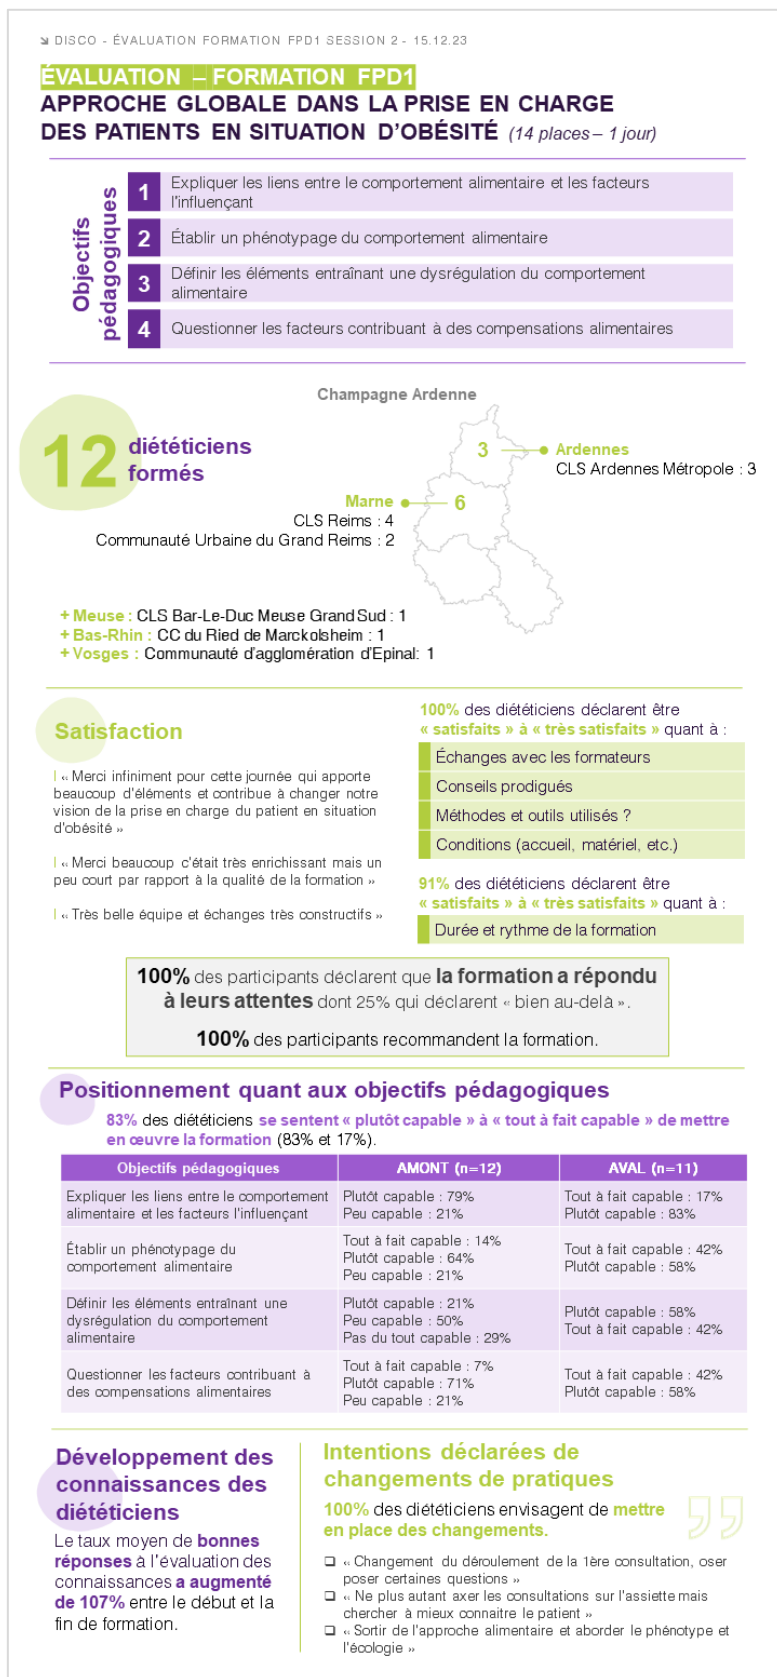 DISCO - ÉVALUATION FORMATION FPD1 SESSION 2 - 15.12.23
ÉVALUATION – FORMATION FPD1
APPROCHE GLOBALE DANS LA PRISE EN CHARGE
DES PATIENTS EN SITUATION D'OBÉSITÉ (14 places – 1 jour)
Objectifs
pédagogiques
1
Expliquer les liens entre le comportement alimentaire et les facteurs
l'influençant
2
Établir un phénotypage du comportement alimentaire
3
Définir les éléments entraînant une dysrégulation du comportement
alimentaire
4
Questionner les facteurs contribuant à des compensations alimentaires
Champagne Ardenne
12
diététiciens
formés
3
Ardennes
CLS Ardennes Métropole : 3
Marne
6
CLS Reims : 4
Communauté Urbaine du Grand Reims : 2
+ Meuse : CLS Bar-Le-Duc Meuse Grand Sud : 1
+ Bas-Rhin : CC du Ried de Marckolsheim : 1
+ Vosges : Communauté d'agglomération d'Epinal: 1
Satisfaction
« Merci infiniment pour cette journée qui apporte
beaucoup d'éléments et contribue à changer notre
vision de la prise en charge du patient en situation
d'obésité »
« Merci beaucoup c'était très enrichissant mais un
peu court par rapport à la qualité de la formation »
« Très belle équipe et échanges très constructifs »
100% des diététiciens déclarent être
« satisfaits » à « très satisfaits » quant à :
Échanges avec les formateurs
Conseils prodigués
Méthodes et outils utilisés ?
Conditions (accueil, matériel, etc.)
91% des diététiciens déclarent être
« satisfaits » à « très satisfaits » quant à :
Durée et rythme de la formation
100% des participants déclarent que la formation a répondu
à leurs attentes dont 25% qui déclarent « bien au-delà ».
100% des participants recommandent la formation.
Positionnement quant aux objectifs pédagogiques
83% des diététiciens se sentent « plutôt capable » à « tout à fait capable » de mettre
en œuvre la formation (83% et 17%).
Objectifs pédagogiques
AMONT (n=12)
AVAL (n=11)
Expliquer les liens entre le comportement
alimentaire et les facteurs l'influençant
Plutôt capable : 79%
Peu capable : 21%
Tout à fait capable : 17%
Plutôt capable : 83%
Établir un phénotypage du
comportement alimentaire
Tout à fait capable : 14%
Plutôt capable : 64%
Peu capable : 21%
Tout à fait capable : 42%
Plutôt capable : 58%
Définir les éléments entraînant une
dysrégulation du comportement
alimentaire
Plutôt capable : 21%
Peu capable : 50%
Pas du tout capable : 29%
Plutôt capable : 58%
Tout à fait capable : 42%
Questionner les facteurs contribuant à
des compensations alimentaires
Tout à fait capable : 7%
Plutôt capable : 71%
Peu capable : 21%
Tout à fait capable : 42%
Plutôt capable : 58%
Développement des
connaissances des
diététiciens
Le taux moyen de bonnes
réponses à l'évaluation des
connaissances a augmenté
de 107% entre le début et la
fin de formation.
Intentions déclarées de
changements de pratiques
100% des diététiciens envisagent de mettre
en place des changements.
« Changement du déroulement de la 1ère consultation, oser
poser certaines questions »
« Ne plus autant axer les consultations sur l'assiette mais
chercher à mieux connaitre le patient »
« Sortir de l'approche alimentaire et aborder le phénotype et
l'écologie »